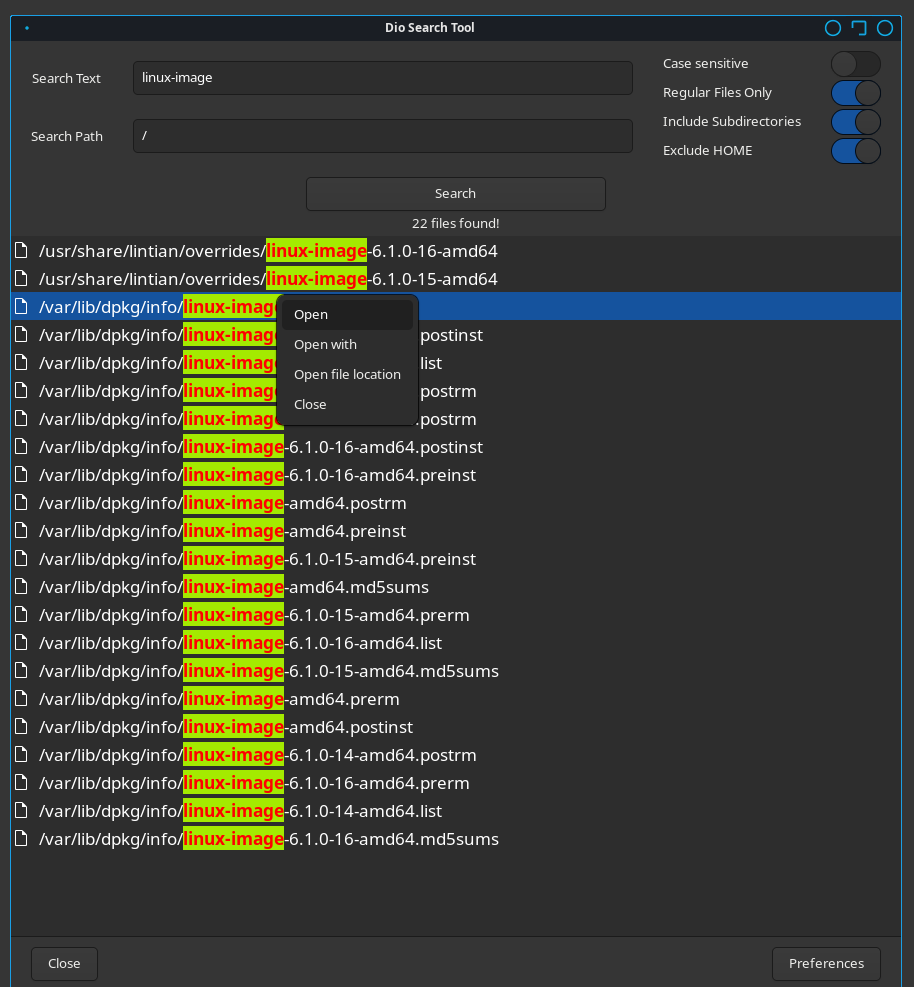 Dio Search Tool
Search Text
linux-image
Search Path
/
Case sensitive
Regular Files Only
Include Subdirectories
Exclude HOME
Search
22 files found!
/usr/share/lintian/overrides/linux-image-6.1.0-16-amd64
/usr/share/lintian/overrides/linux-image-6.1.0-15-amd64
/var/lib/dpkg/info/linux-imag
/var/lib/dpkg/info/linux-imag .postinst
/var/lib/dpkg/info/linux-imag .list
/var/lib/dpkg/info/linux-imag .postrm
/var/lib/dpkg/info/linux-imag .postrm
Open
Open with
Open file location
Close
/var/lib/dpkg/info/linux-image-6.1.0-16-amd64.postinst
/var/lib/dpkg/info/linux-image-6.1.0-16-amd64.preinst
/var/lib/dpkg/info/linux-image-amd64.postrm
/var/lib/dpkg/info/linux-image-amd64.preinst
/var/lib/dpkg/info/linux-image-6.1.0-15-amd64.preinst
/var/lib/dpkg/info/linux-image-amd64.md5sums
/var/lib/dpkg/info/linux-image-6.1.0-15-amd64.prerm
/var/lib/dpkg/info/linux-image-6.1.0-16-amd64.list
/var/lib/dpkg/info/linux-image-6.1.0-15-amd64.md5sums
/var/lib/dpkg/info/linux-image-amd64.prerm
/var/lib/dpkg/info/linux-image-amd64.postinst
/var/lib/dpkg/info/linux-image-6.1.0-14-amd64.postrm
/var/lib/dpkg/info/linux-image-6.1.0-16-amd64.prerm
/var/lib/dpkg/info/linux-image-6.1.0-14-amd64.list
/var/lib/dpkg/info/linux-image-6.1.0-16-amd64.md5sums
Close
Preferences